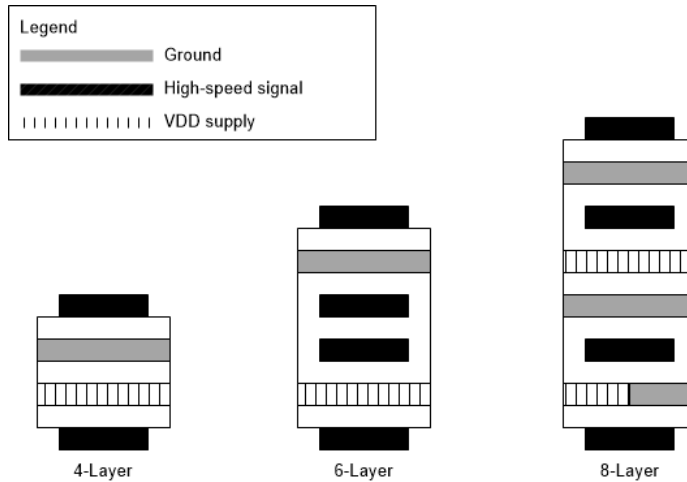 Legend
Ground
High-speed signal
VDD supply
4-Layer
6-Layer
8-Layer